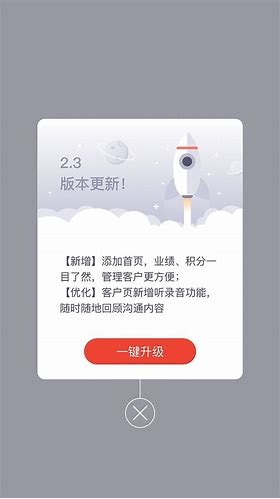 2.3
版本更新！
【新增】添加首页，业绩、积分一
目了然，管理客户更方便；
【优化】客户页新增听录音功能，
随时随地回顾沟通内容
一键升级